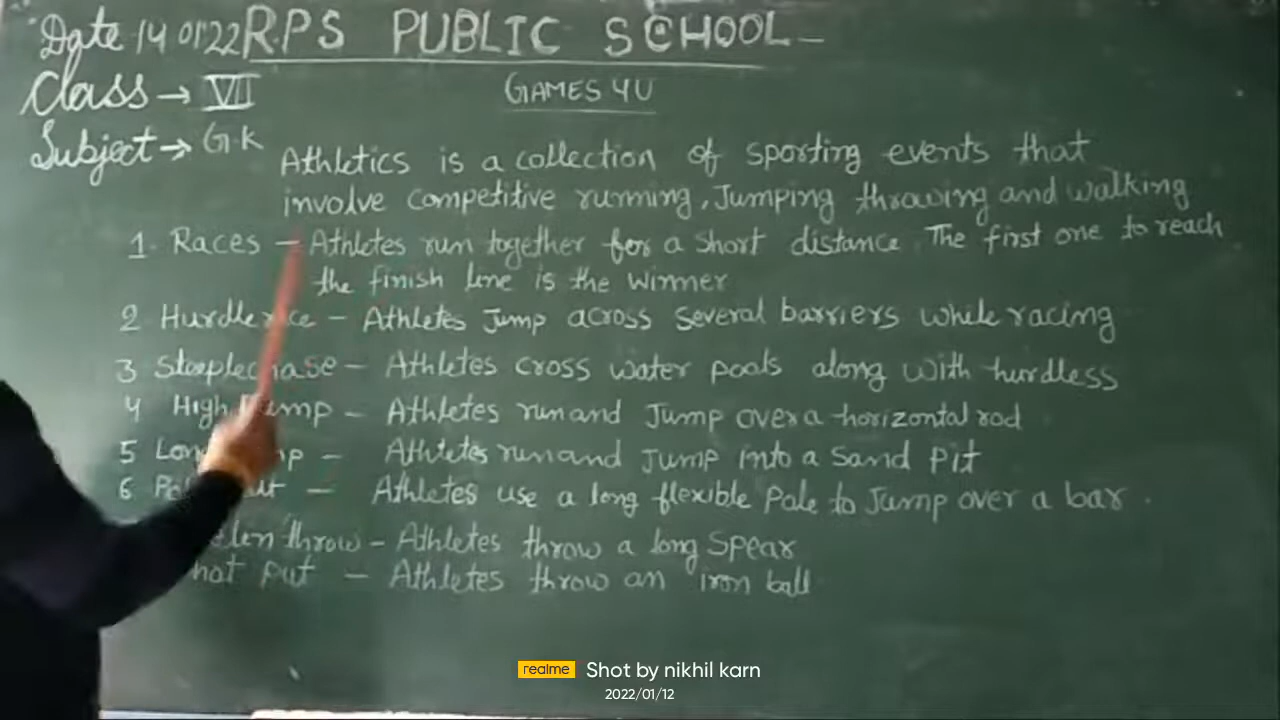 Date 14 01'22 R.P.S PUBLIC SCHOOL
Class → VII
GAMES 4U
Subject → G.K
Athletics is a collection of sporting events that
involve competitive running, Jumping throwing and walking
1. Races - Athletes run together for a short distance. The first one to reach
the finish line is the winner
2 Hurdle - Athletes Jump across several barriers while racing
3 - Athletes cross water pools along with hurdless
4 High - Athletes run and Jump over a horizontal rod
5 - Athletes run and Jump into a sand pit
6 - Athletes use a long flexible Pole to Jump over a bar.
throw - Athletes throw a long Spear
put - Athletes throw an iron ball
realme Shot by nikhil karn
2022/01/12